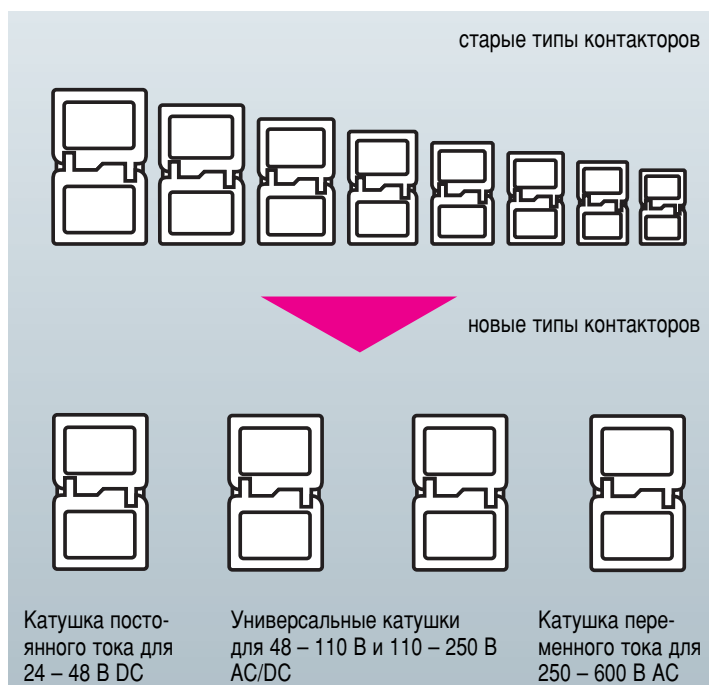 старые типы контакторов
новые типы контакторов
Катушка посто-
янного тока для
24 – 48 В DC
Универсальные катушки
для 48 – 110 В и 110 – 250 В
AC/DC
Катушка пере-
менного тока для
250 – 600 В AC